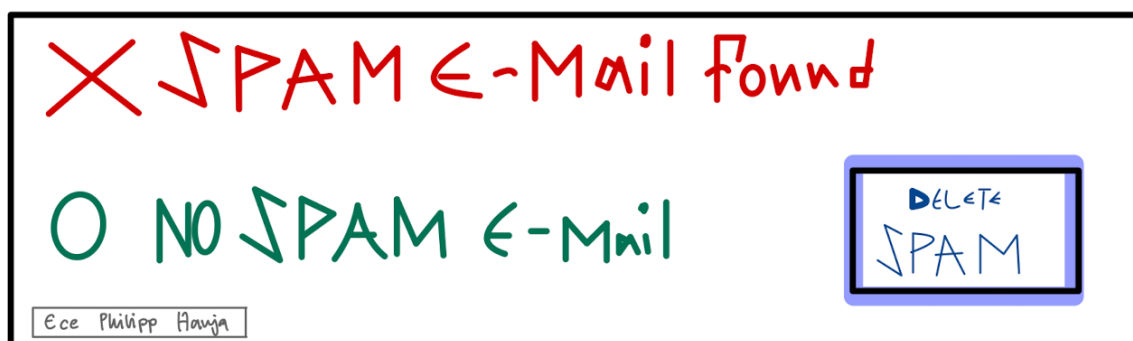 X SPAM E-Mail found
O NO SPAM E-Mail
DELETE
SPAM
Ece Philipp Hanja